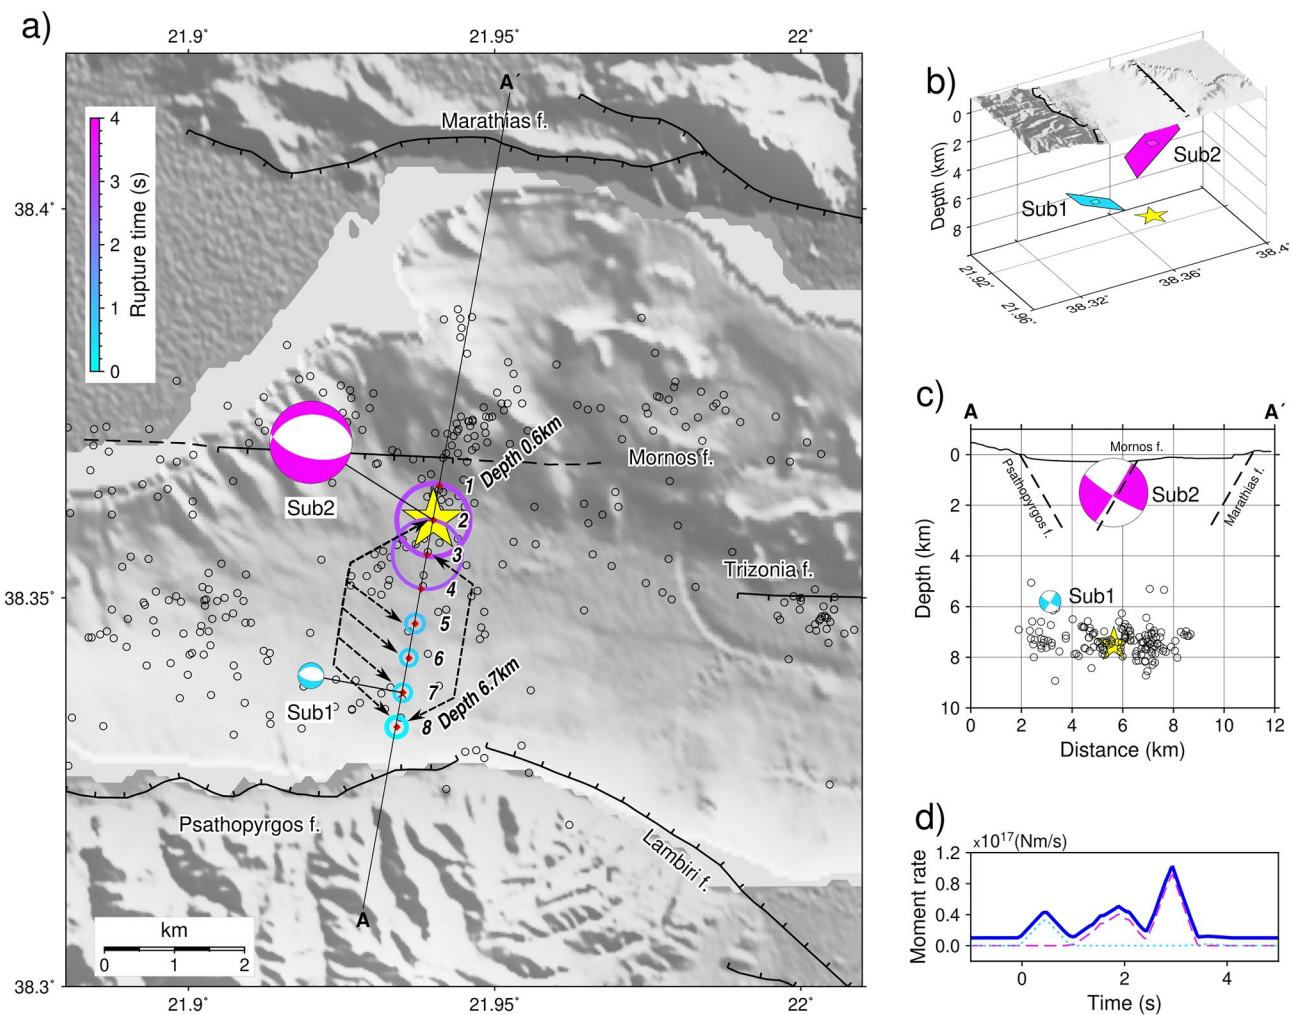 a)
21.9°
21.95°
22°
A´
Marathias f.
4
3
2
1
0
Rupture time (s)
38.4°
38.35°
38.3°
Mornos f.
1 Depth 0.6km
2
3
4
5
6
7
8 Depth 6.7km
Sub2
Sub1
Trizonia f.
Psathopyrgos f.
Lambiri f.
A
km
0 1 2
21.9°
21.95°
22°
b)
0
2
4
6
8
Depth (km)
Sub2
Sub1
21.92°
21.96°
38.32°
38.36°
38.4°
c)
A
A´
Mornos f.
Psathopyrgos f.
Marathias f.
Sub2
Sub1
0
2
4
6
8
10
Depth (km)
0 2 4 6 8 10 12
Distance (km)
d)
x10¹⁷(Nm/s)
1.2
0.8
0.4
0.0
Moment rate
0 2 4
Time (s)